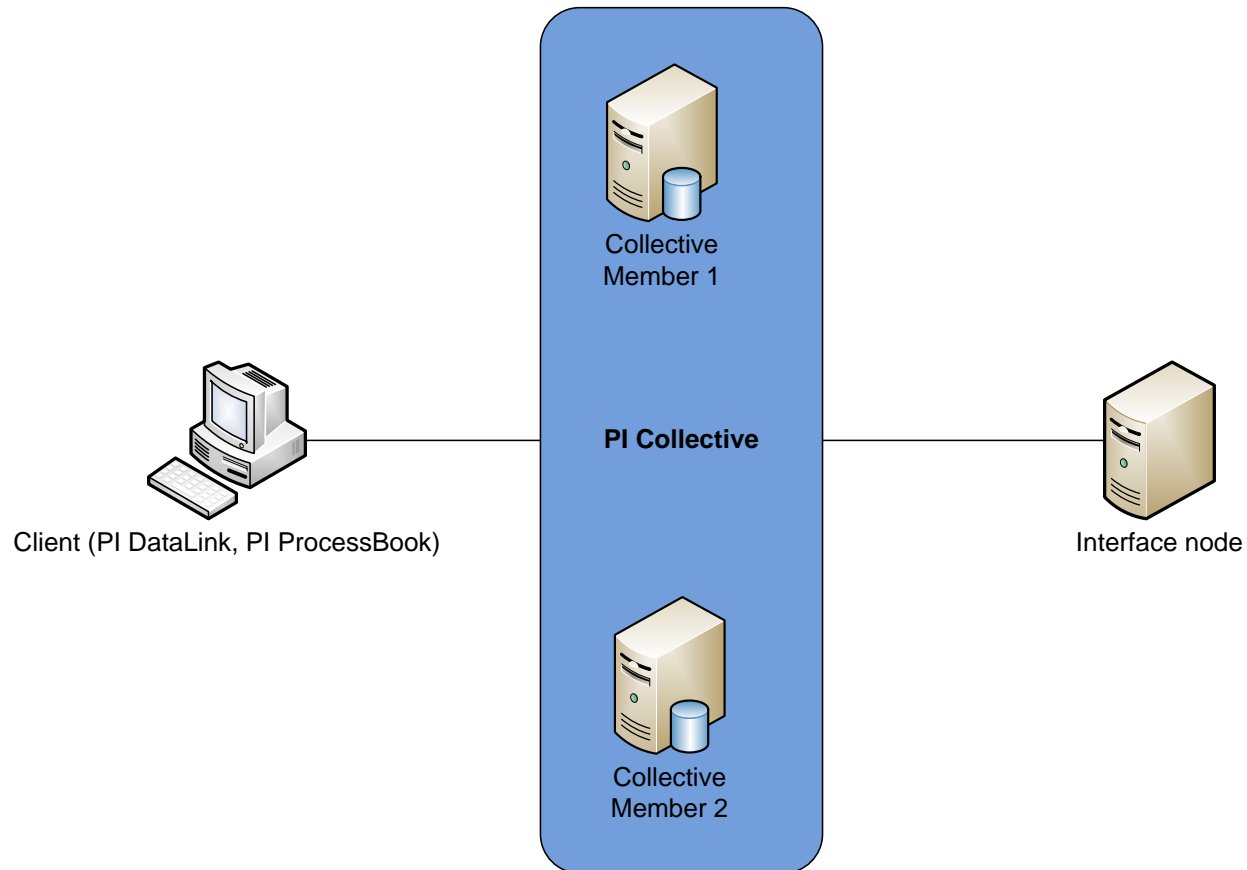 Collective
Member 1
PI Collective
Client (PI DataLink, PI ProcessBook)
Interface node
Collective
Member 2